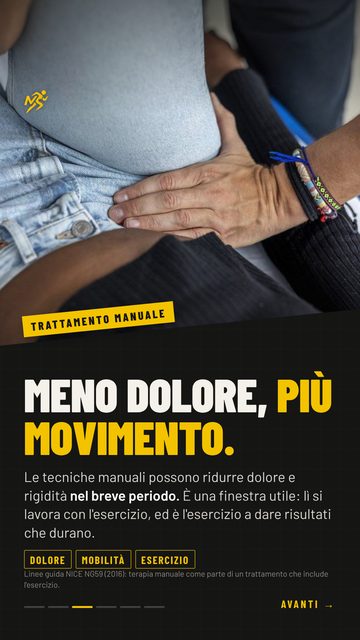 TRATTAMENTO MANUALE
MENO DOLORE, PIÙ
MOVIMENTO.
Le tecniche manuali possono ridurre dolore e
rigidità nel breve periodo. È una finestra utile: lì si
lavora con l'esercizio, ed è l'esercizio a dare risultati
che durano.
DOLORE MOBILITÀ ESERCIZIO
Linee guida NICE NG59 (2016): terapia manuale come parte di un trattamento che include
l'esercizio.
AVANTI →